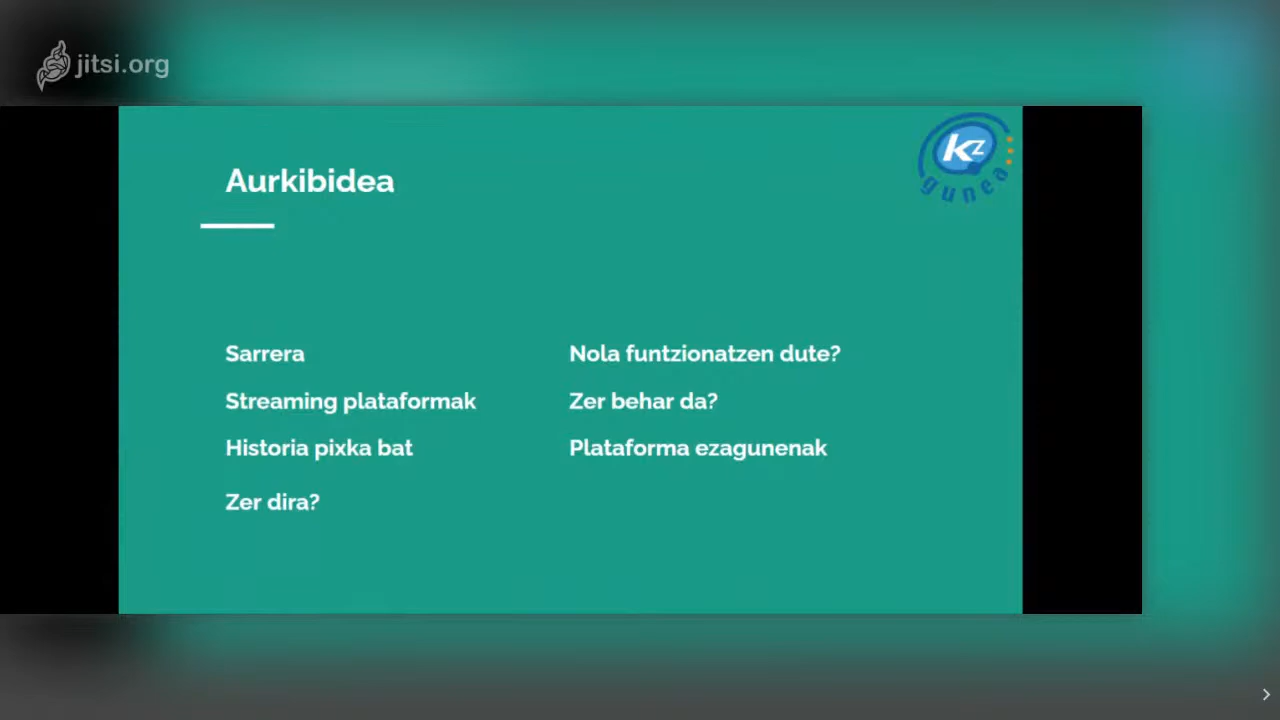 jitsi.org
Kz
gunea
Aurkibidea
Sarrera
Streaming plataformak
Historia pixka bat
Zer dira?
Nola funtzionatzen dute?
Zer behar da?
Plataforma ezagunenak